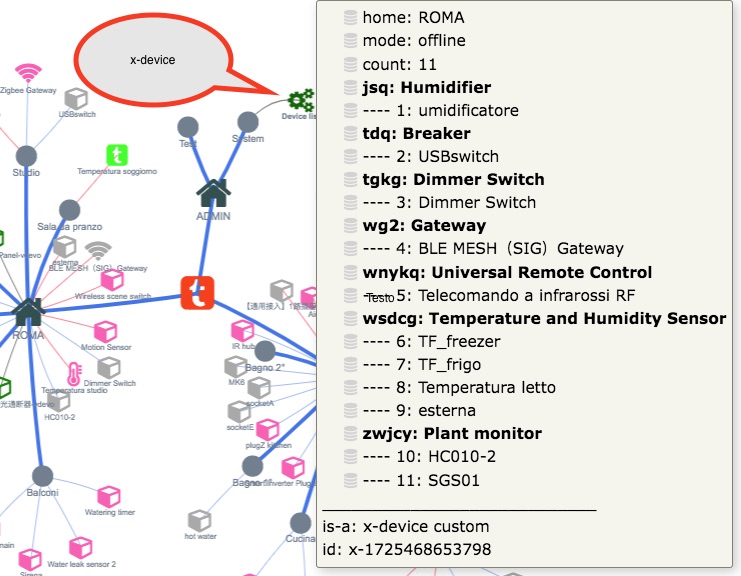 x-device
Zigbee Gateway
USBswitch
Studio
Temperatura soggiorno
Sala da pranzo
Panel-vdevo
esterna
BLE MESH（SIG）Gateway
Wireless scene switch
ROMA
Motion Sensor
Dimmer Switch
Temperatura studio
HC010-2
Balconi
Watering timer
Water leak sensor 2
Sirena
Test
System
Device lis
ADMIN
IR hub
Bagno 2°
MK6
socketA
socketE
plugZ kitchen
hot water
Cucina
home: ROMA
mode: offline
count: 11
jsq: Humidifier
---- 1: umidificatore
tdq: Breaker
---- 2: USBswitch
tgkg: Dimmer Switch
---- 3: Dimmer Switch
wg2: Gateway
---- 4: BLE MESH（SIG）Gateway
wnykq: Universal Remote Control
Testo 5: Telecomando a infrarossi RF
wsdcg: Temperature and Humidity Sensor
---- 6: TF_freezer
---- 7: TF_frigo
---- 8: Temperatura letto
---- 9: esterna
zwjcy: Plant monitor
---- 10: HC010-2
---- 11: SGS01
is-a: x-device custom
id: x-1725468653798